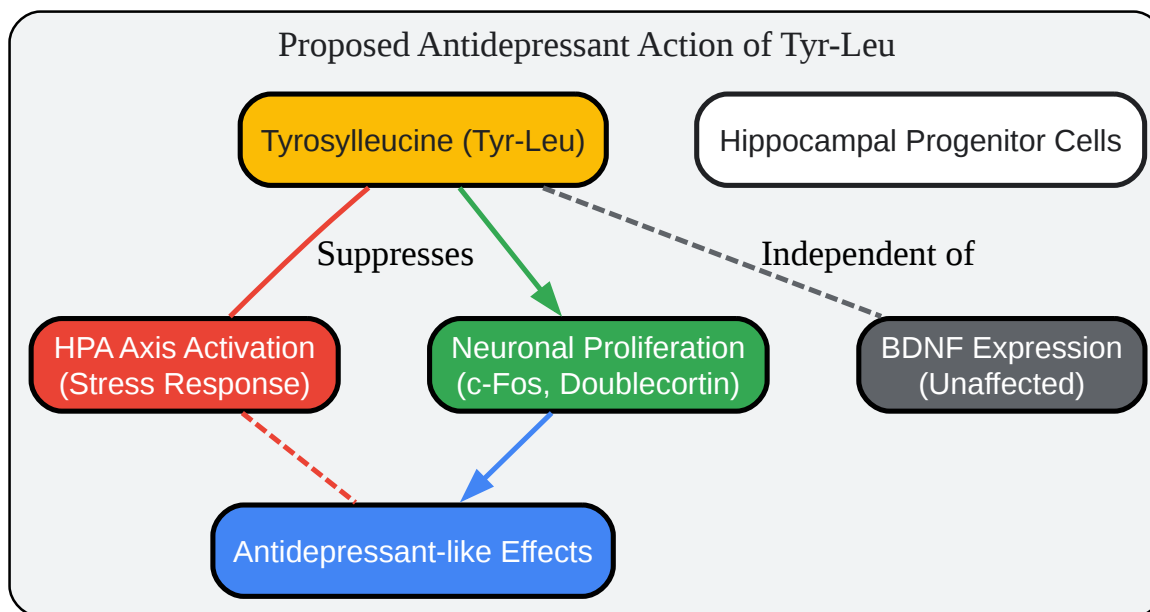 Proposed Antidepressant Action of Tyr-Leu
Tyrosylleucine (Tyr-Leu)
Hippocampal Progenitor Cells
Suppresses
Independent of
HPA Axis Activation
(Stress Response)
Neuronal Proliferation
(c-Fos, Doublecortin)
BDNF Expression
(Unaffected)
Antidepressant-like Effects